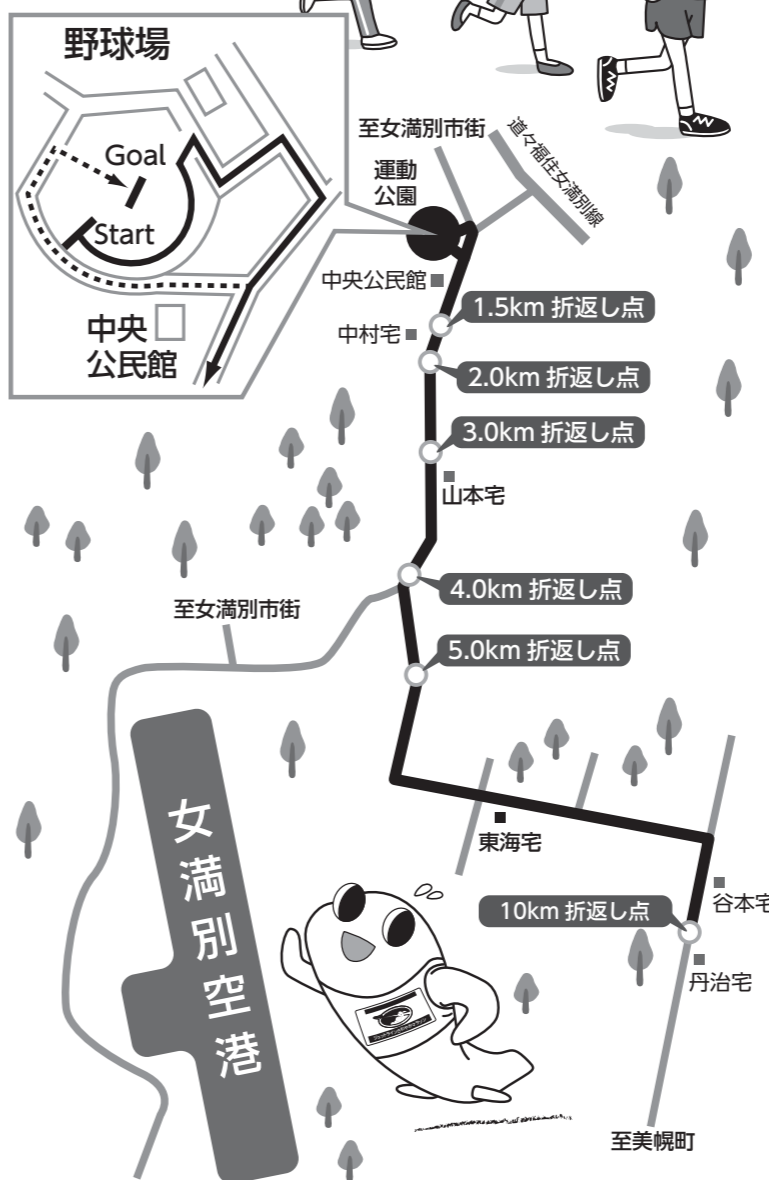 野球場
Goal
Start
中央
公民館
至女満別市街
道々福住女満別線
運動
公園
中央公民館
1.5km 折返し点
中村宅
2.0km 折返し点
3.0km 折返し点
山本宅
4.0km 折返し点
至女満別市街
5.0km 折返し点
女満別空港
東海宅
谷本宅
10km 折返し点
丹治宅
至美幌町